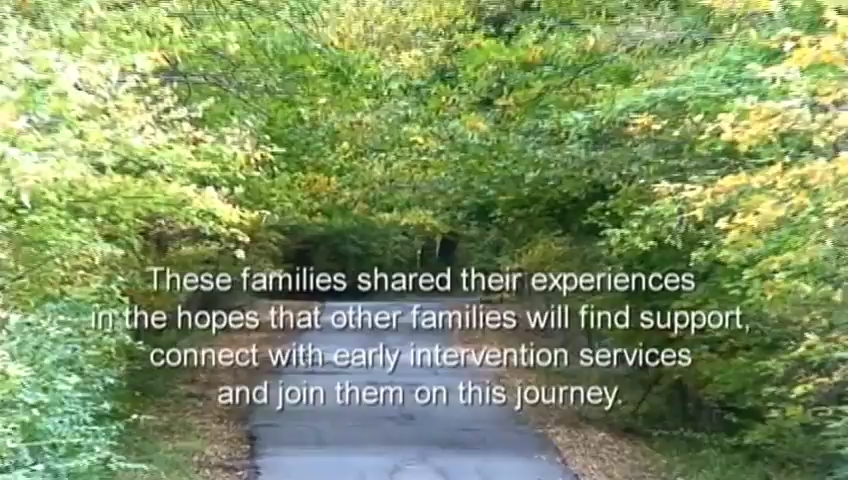 These families shared their experiences
in the hopes that other families will find support,
connect with early intervention services
and join them on this journey.